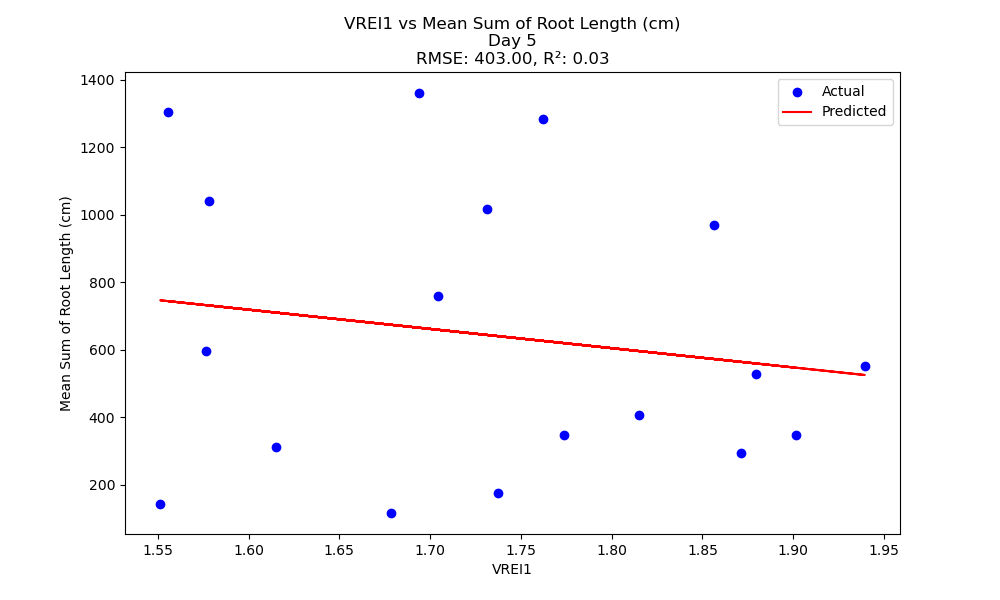 VREI1 vs Mean Sum of Root Length (cm)
Day 5
RMSE: 403.00, R²: 0.03
Actual
Predicted
Mean Sum of Root Length (cm)
1400
1200
1000
800
600
400
200
1.55 1.60 1.65 1.70 1.75 1.80 1.85 1.90 1.95
VREI1